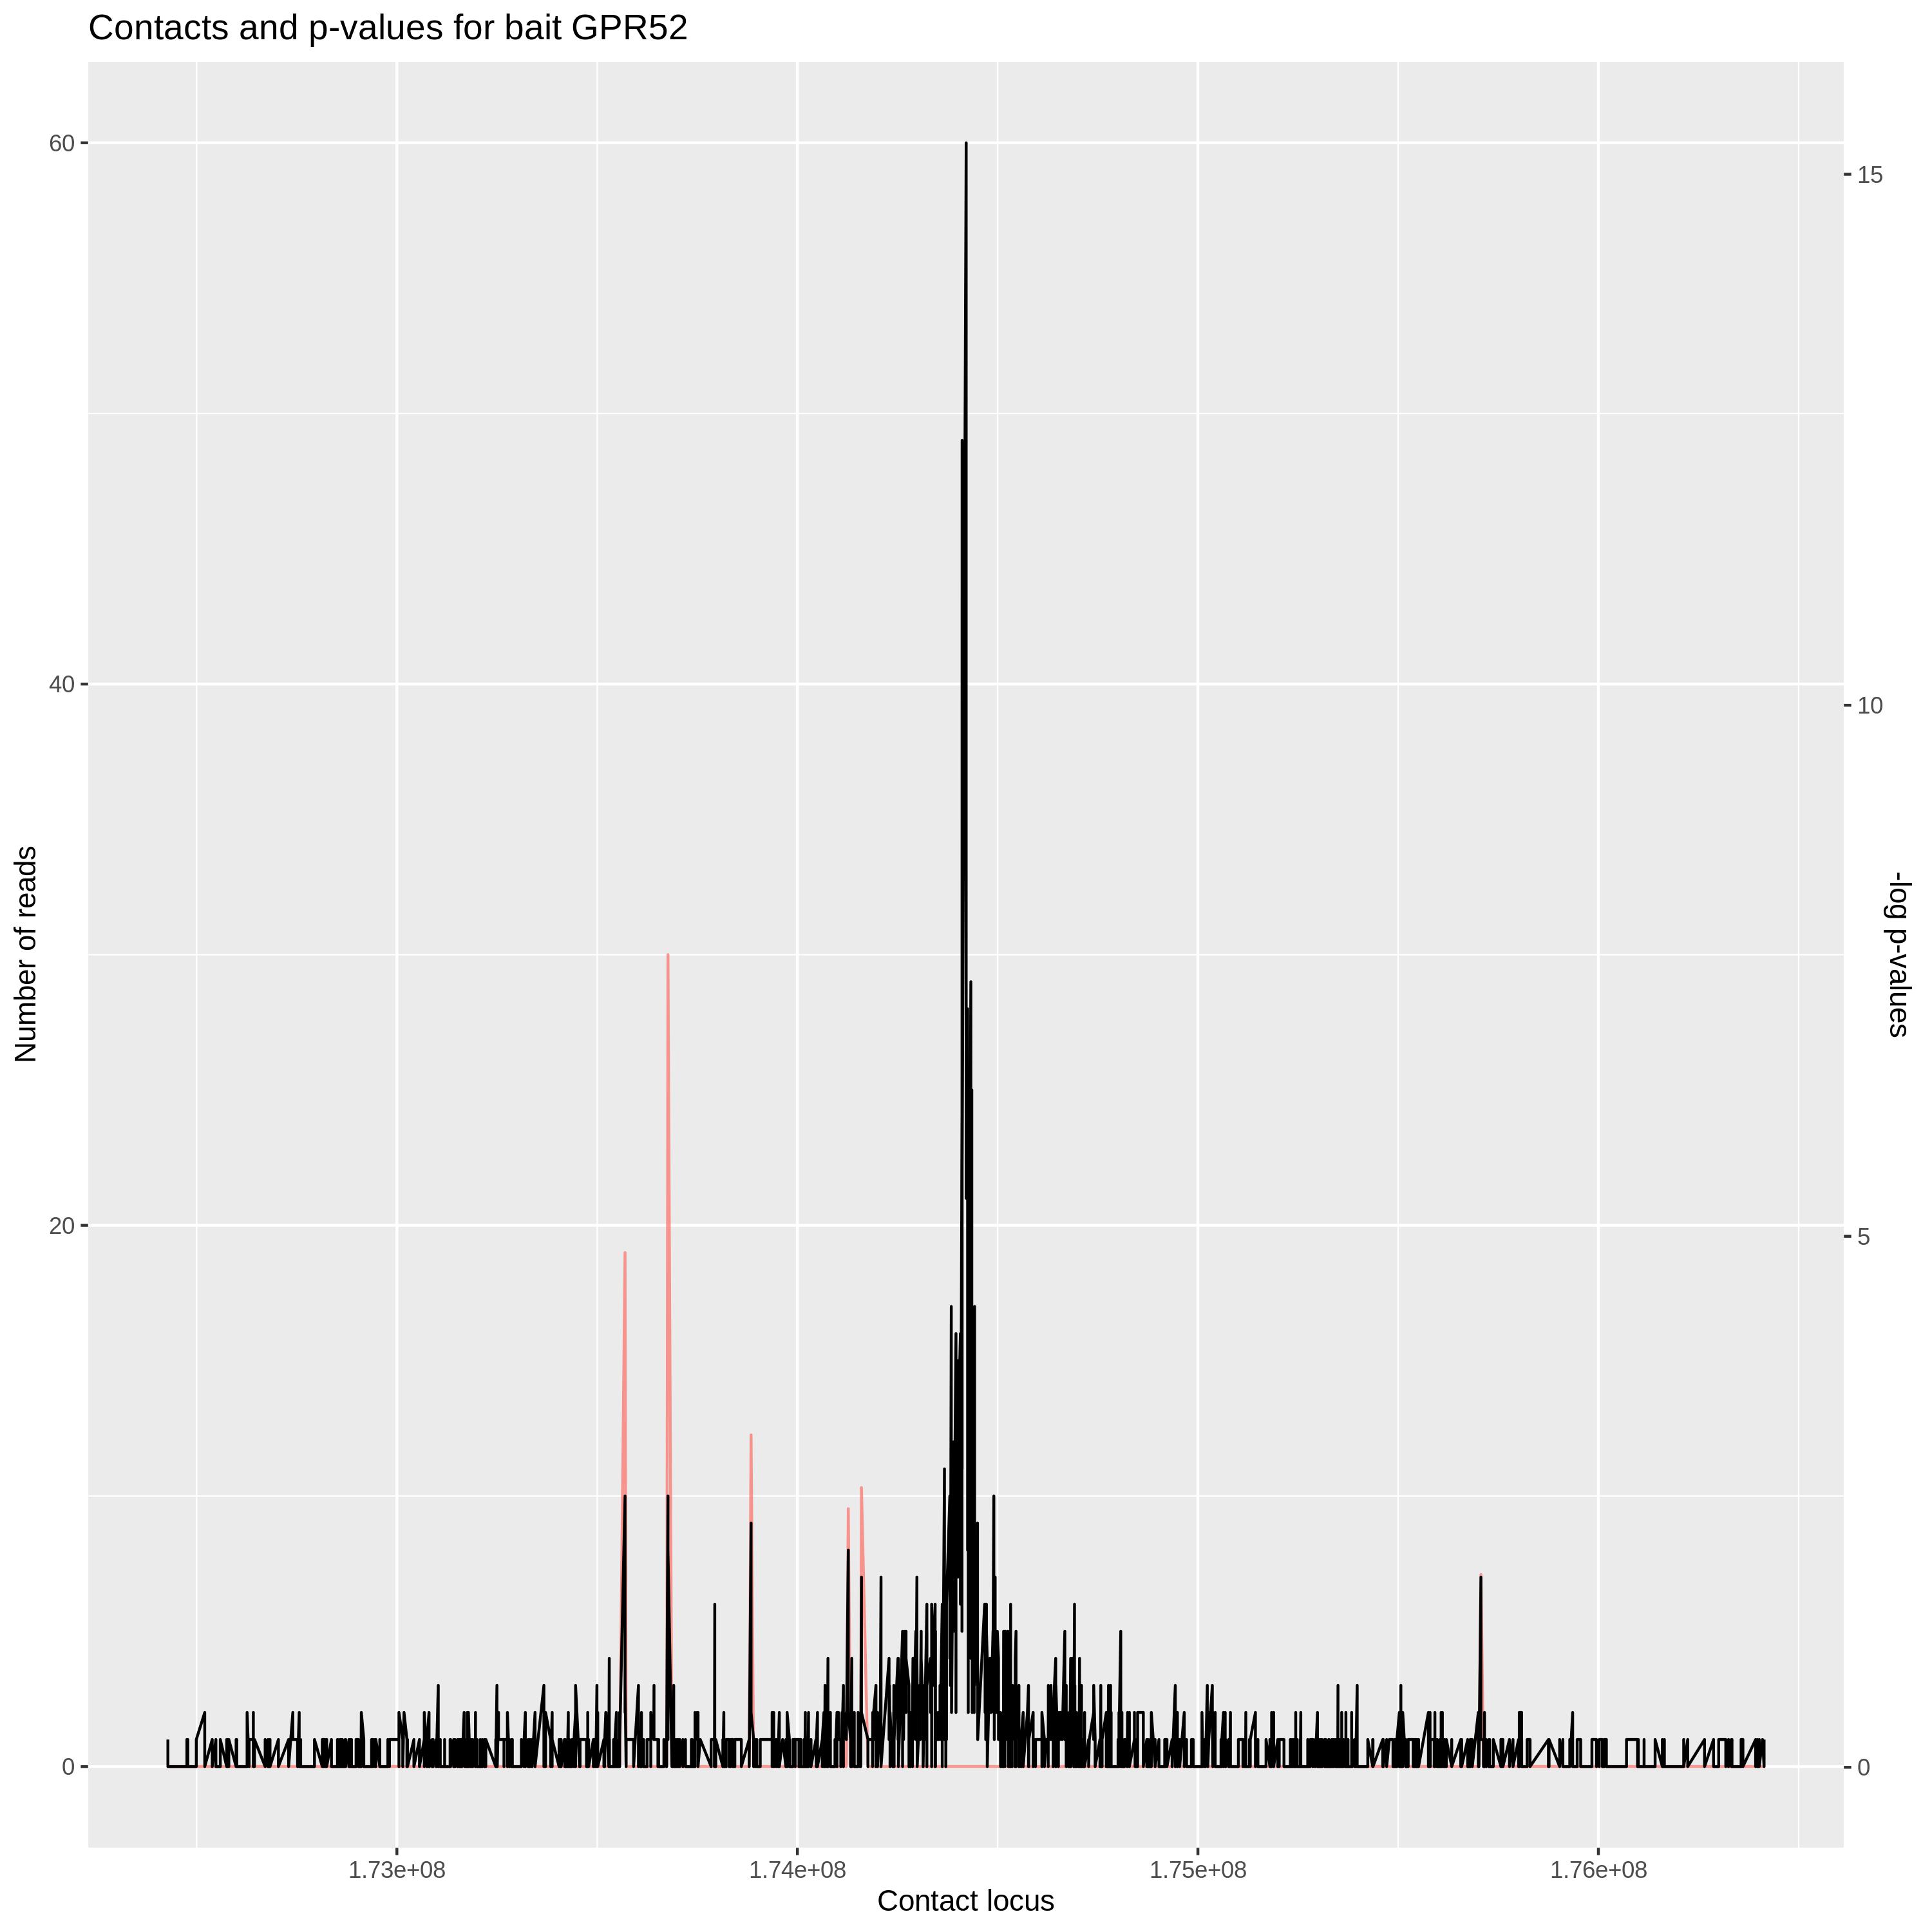 Contacts and p-values for bait GPR52
60
40
20
0
Number of reads
15
10
5
0
-log p-values
1.73e+08
1.74e+08
1.75e+08
1.76e+08
Contact locus